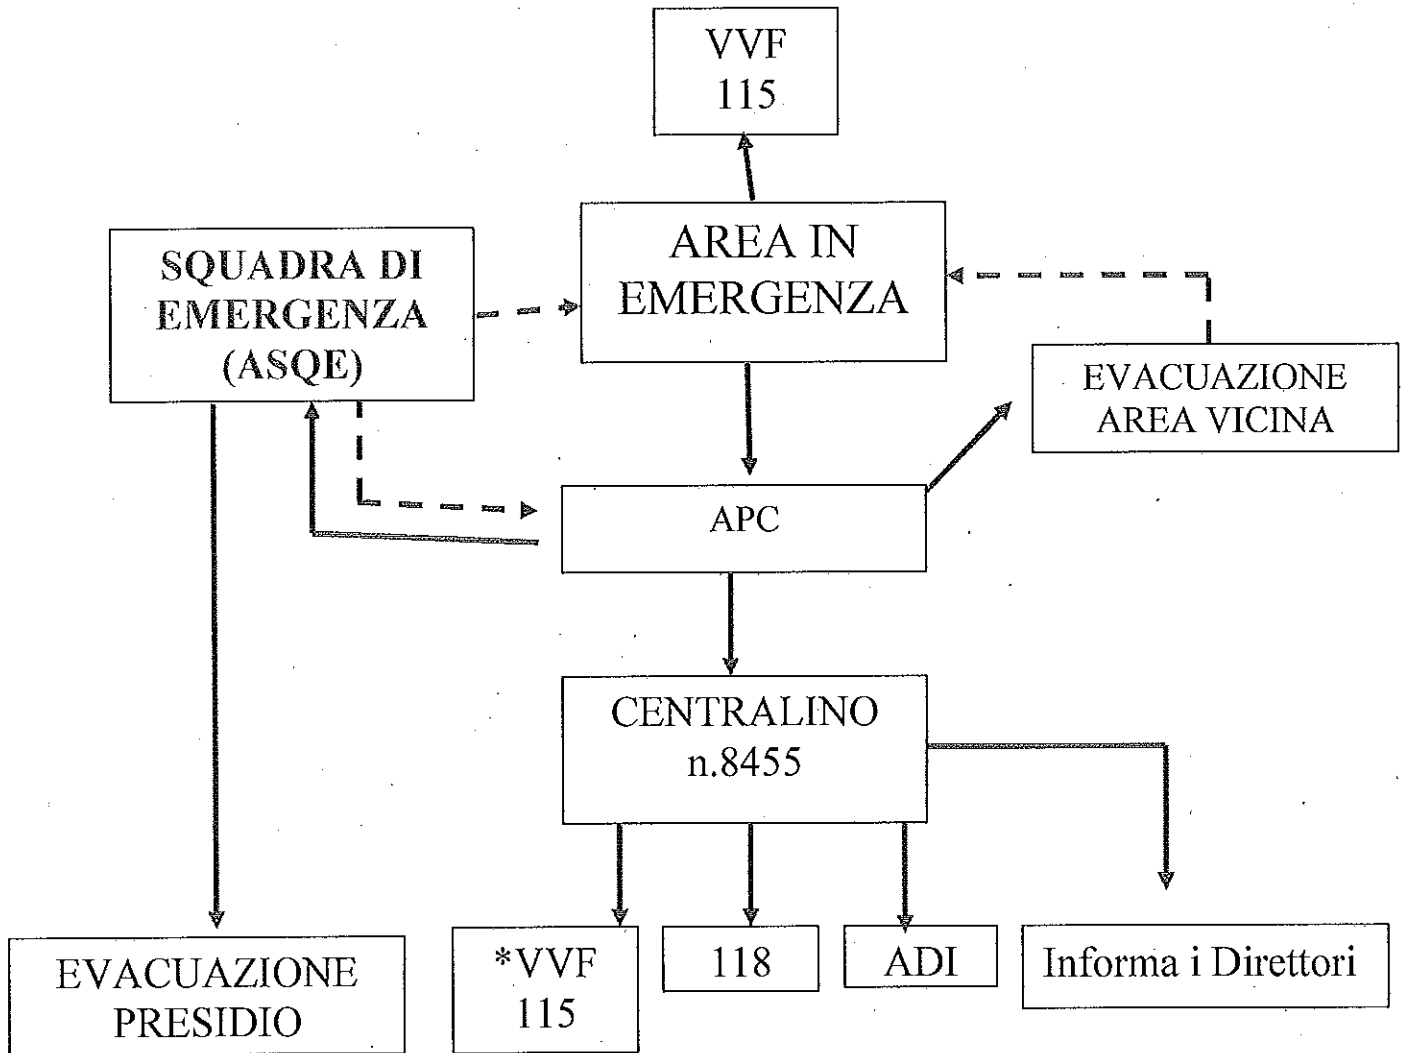 VVF
115
AREA IN
EMERGENZA
SQUADRA DI
EMERGENZA
(ASQE)
EVACUAZIONE
AREA VICINA
APC
CENTRALINO
n.8455
EVACUAZIONE
PRESIDIO
*VVF
115
118
ADI
Informa i Direttori